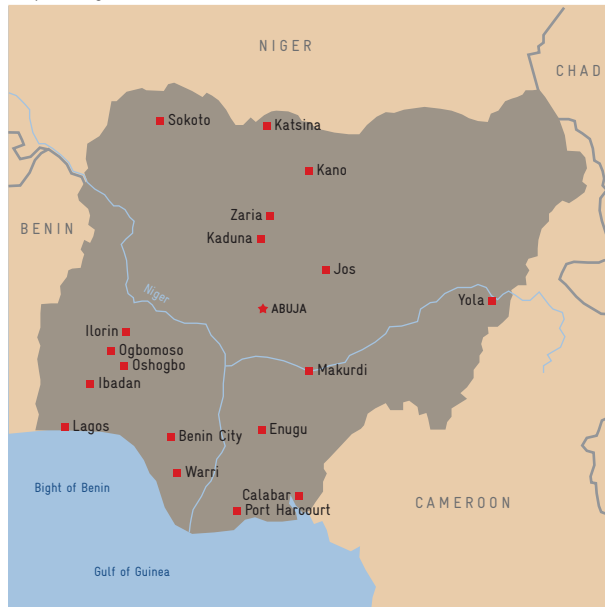 NIGER
CHAD
Sokoto
Katsina
Kano
BENIN
Zaria
Kaduna
Jos
Niger
ABUJA
Yola
Ilorin
Ogbomoso
Oshogbo
Makurdi
Ibadan
Lagos
Benin City
Enugu
Warri
Bight of Benin
Calabar
Port Harcourt
CAMEROON
Gulf of Guinea